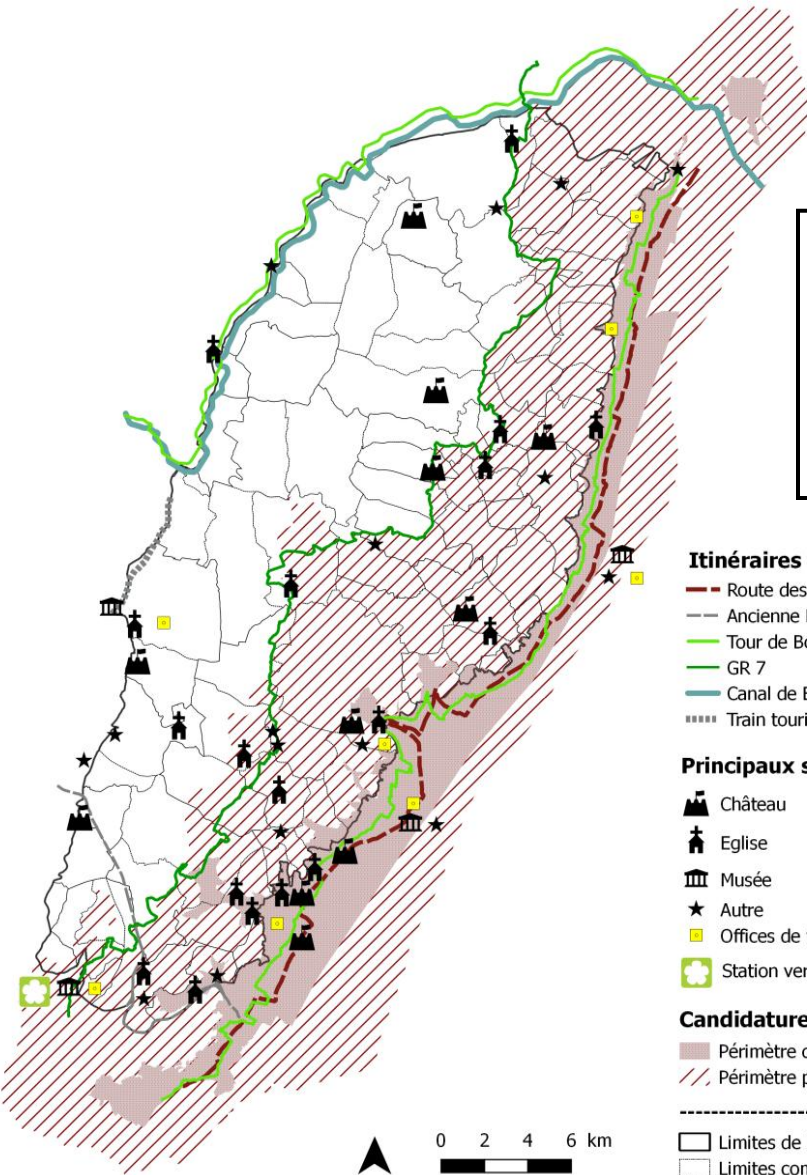 Itinéraires
Route des
Ancienne
Tour de Bo
GR 7
Canal de
Train touri
Principaux s
Château
Eglise
Musée
Autre
Offices de
Station ver
Candidature
Périmètre
Périmètre p
0 2 4 6 km
Limites de
Limites com